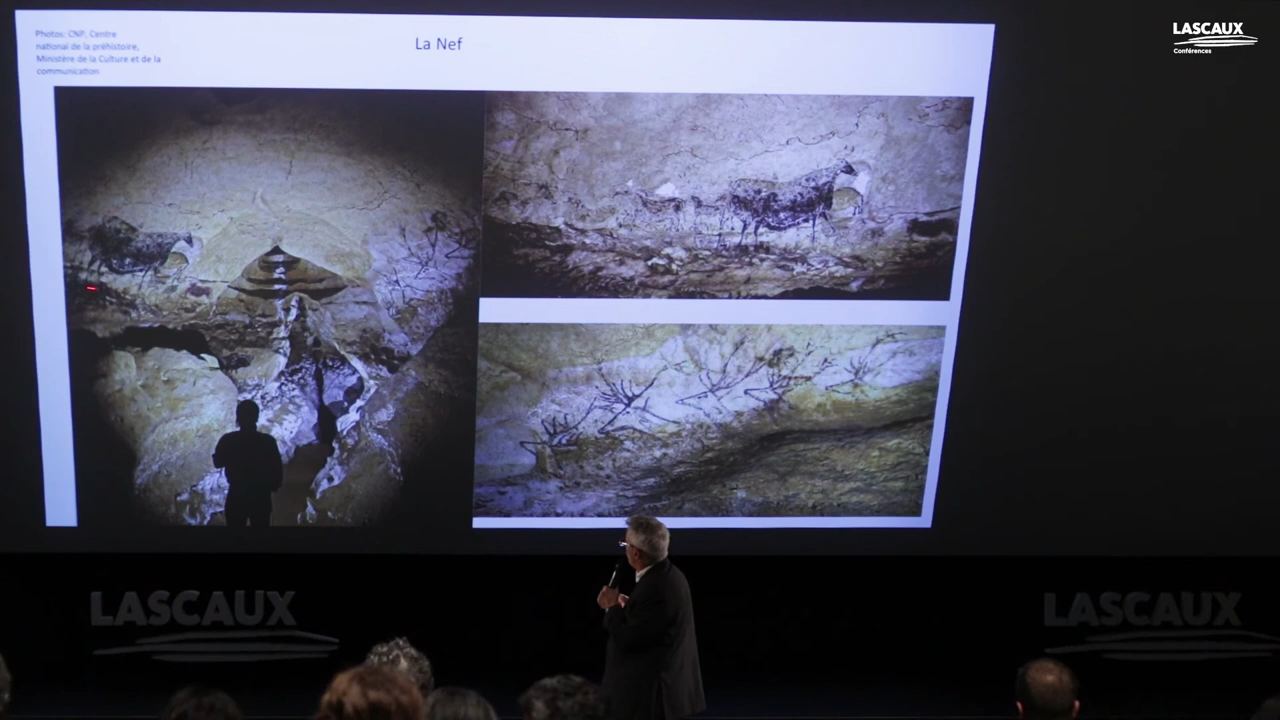 Photos: CNP, Centre
national de la préhistoire,
Ministère de la Culture et de la
communication
La Nef
LASCAUX
Conférences
LASCAUX
LASCAUX